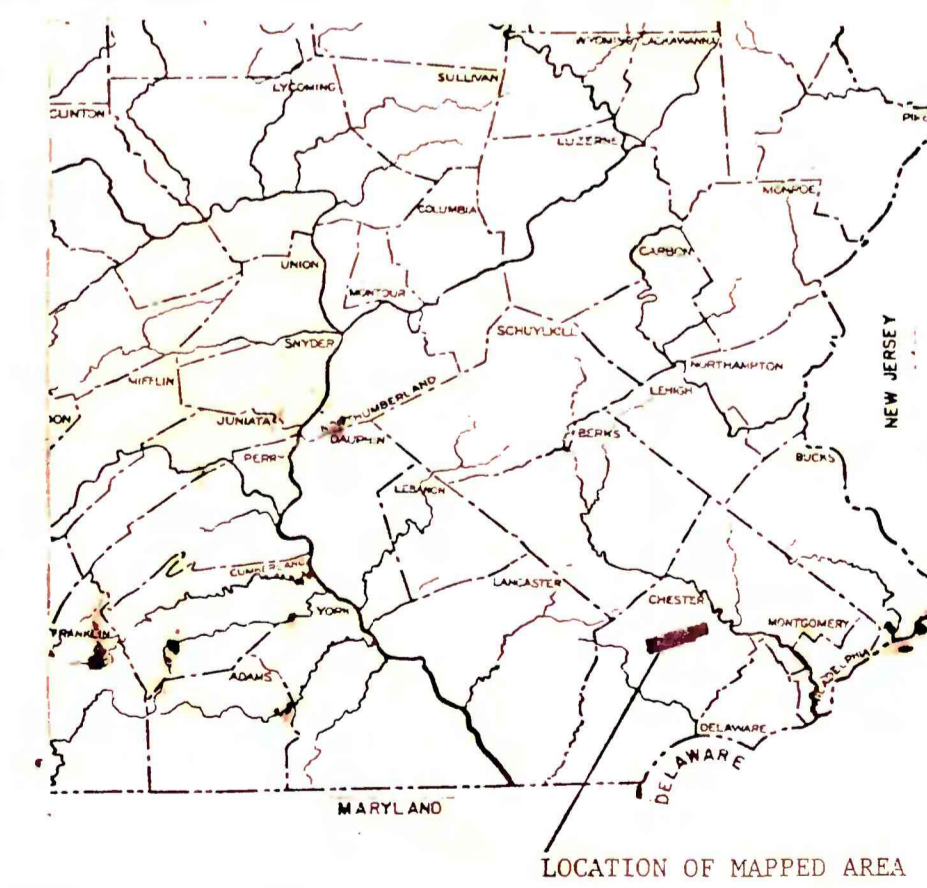 LACKAWANNA
SULLIVAN
LYCOMING
CLINTON
LUZERNE
MONROE
COLUMBIA
CARBON
UNION
MONTOUR
SCHUYLKILL
SNYDER
NEW JERSEY
NORTHAMPTON
MIFFLIN
LEHIGH
JUNIATA
DAUPHIN
BERKS
PERRY
BUCKS
LEBANON
CUMBERLAND
LANCASTER
CHESTER
YORK
MONTGOMERY
FRANKLIN
ADAMS
DELAWARE
DELAWARE
MARYLAND
LOCATION OF MAPPED AREA